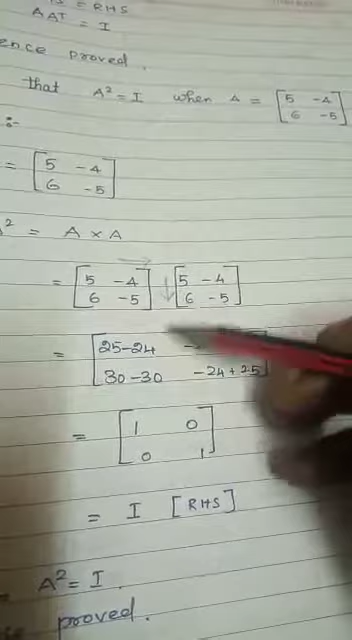 = RHS
AAT = I
ence proved.
that A² = I when A = [5 -4
6 -5]
:-
= [5 -4
6 -5]
² = A × A
= [5 -4 [5 -4
6 -5] 6 -5]
= [25-24
30-30 -24+25]
= [1 0
0 1]
= I [RHS]
A² = I
proved.